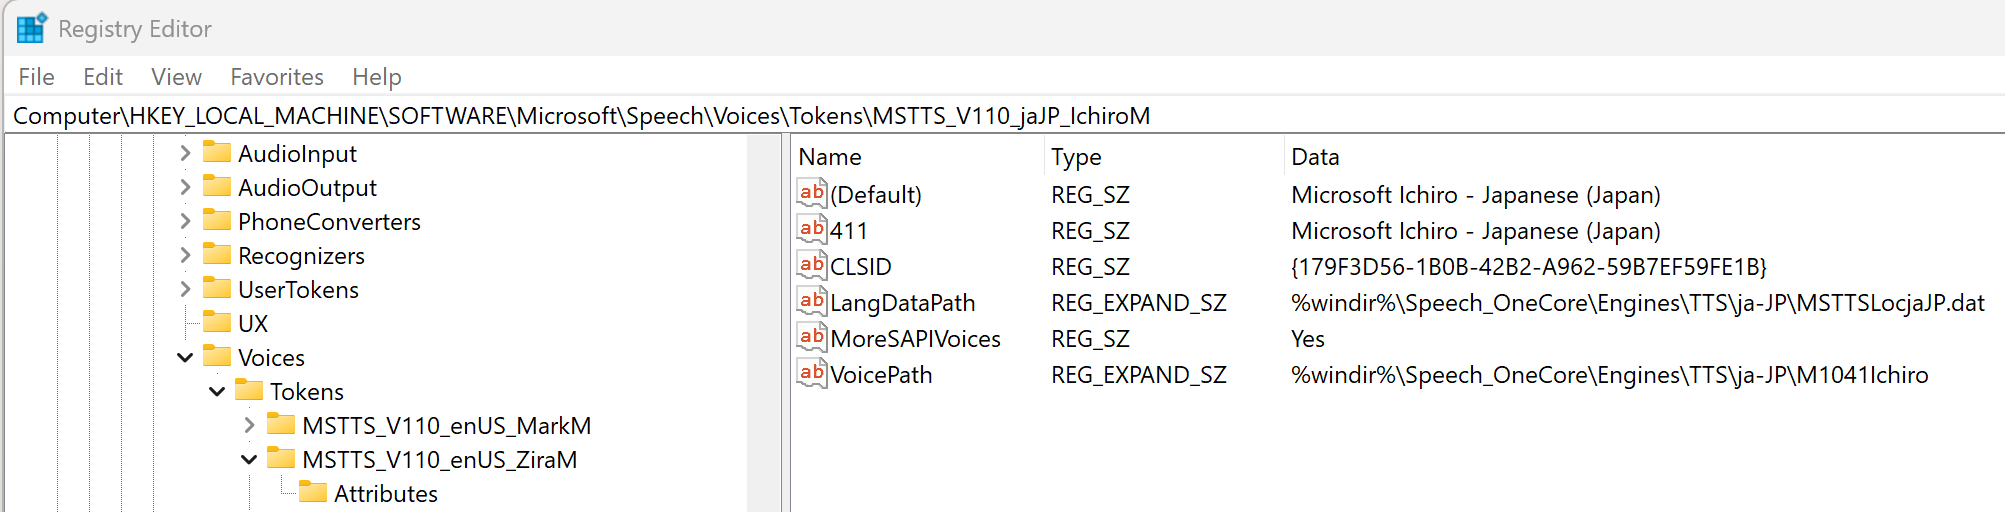 Registry Editor
File Edit View Favorites Help
Computer\HKEY_LOCAL_MACHINE\SOFTWARE\Microsoft\Speech\Voices\Tokens\MSTTS_V110_jaJP_IchiroM
AudioInput
AudioOutput
PhoneConverters
Recognizers
UserTokens
UX
Voices
Tokens
MSTTS_V110_enUS_MarkM
MSTTS_V110_enUS_ZiraM
Attributes
Name Type Data
ab (Default) REG_SZ Microsoft Ichiro - Japanese (Japan)
ab 411 REG_SZ Microsoft Ichiro - Japanese (Japan)
ab CLSID REG_SZ {179F3D56-1B0B-42B2-A962-59B7EF59FE1B}
ab LangDataPath REG_EXPAND_SZ %windir%\Speech_OneCore\Engines\TTS\ja-JP\MSTTSLocjaJP.dat
ab MoreSAPIVoices REG_SZ Yes
ab VoicePath REG_EXPAND_SZ %windir%\Speech_OneCore\Engines\TTS\ja-JP\M1041Ichiro